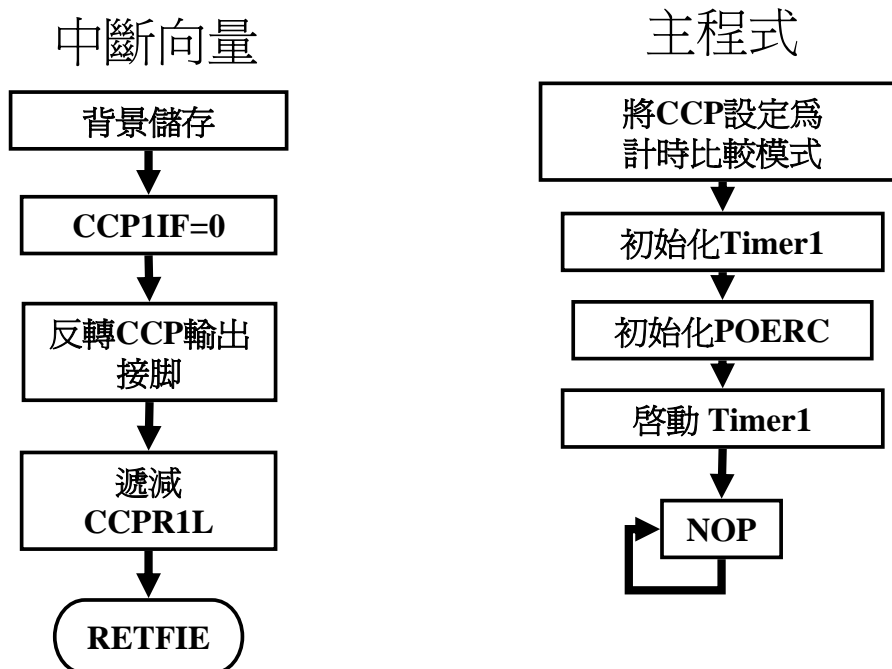 中斷向量
背景儲存
CCP1IF=0
反轉CCP輸出
接脚
遞减
CCPR1L
RETFIE
主程式
將CCP設定爲
計時比較模式
初始化Timer1
初始化POERC
啓動 Timer1
NOP